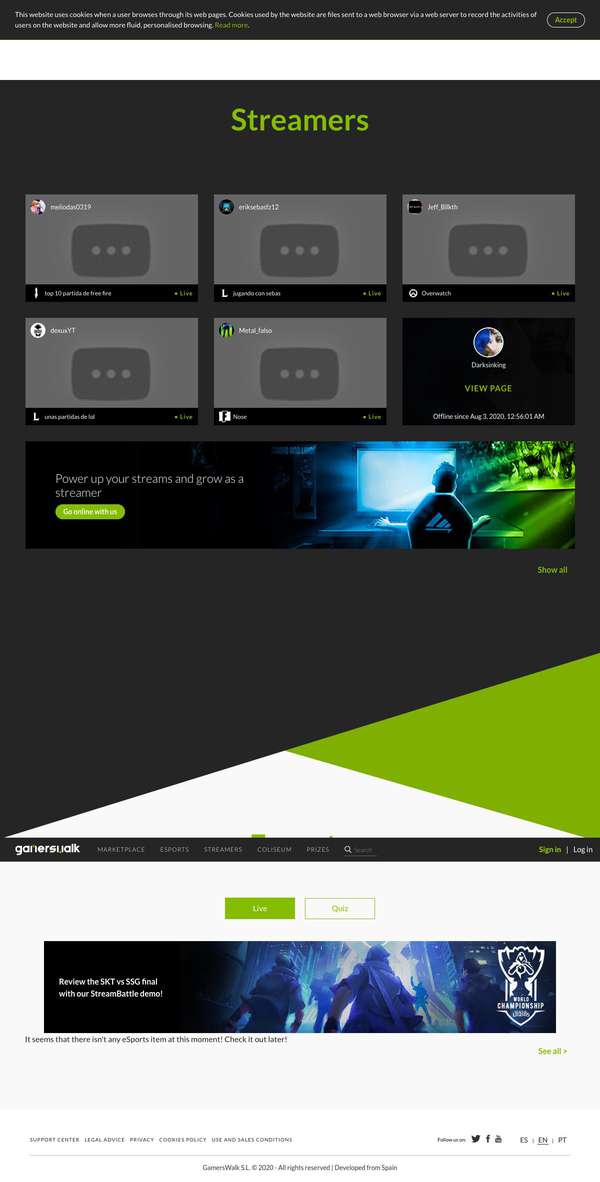 This website uses cookies when a user browses through its web pages. Cookies used by the website are files sent to a web browser via a web server to record the activities of
users on the website and allow more fluid, personalised browsing. Read more.
Accept
Streamers
meliodas0319
eriksebastz12
Jeff_Billkth
top 10 partida de free fire
Live
jugando con sebas
Live
Overwatch
Live
dexuxYT
Metal_falso
Darksinking
VIEW PAGE
unas partidas de lol
Live
Nose
Live
Offline since Aug 3, 2020, 12:56:01 AM
Power up your streams and grow as a
streamer
Go online with us
Show all
gamerswalk
MARKETPLACE
ESPORTS
STREAMERS
COLISEUM
PRIZES
Search
Sign in | Log in
Live
Quiz
Review the SKT vs SSG final
with our StreamBattle demo!
WORLD
CHAMPIONSHIP
It seems that there isn't any eSports item at this moment! Check it out later!
See all >
SUPPORT CENTER
LEGAL ADVICE
PRIVACY
COOKIES POLICY
USE AND SALES CONDITIONS
Follow us on:
ES | EN | PT
GamersWalk S.L. © 2020 - All rights reserved | Developed from Spain